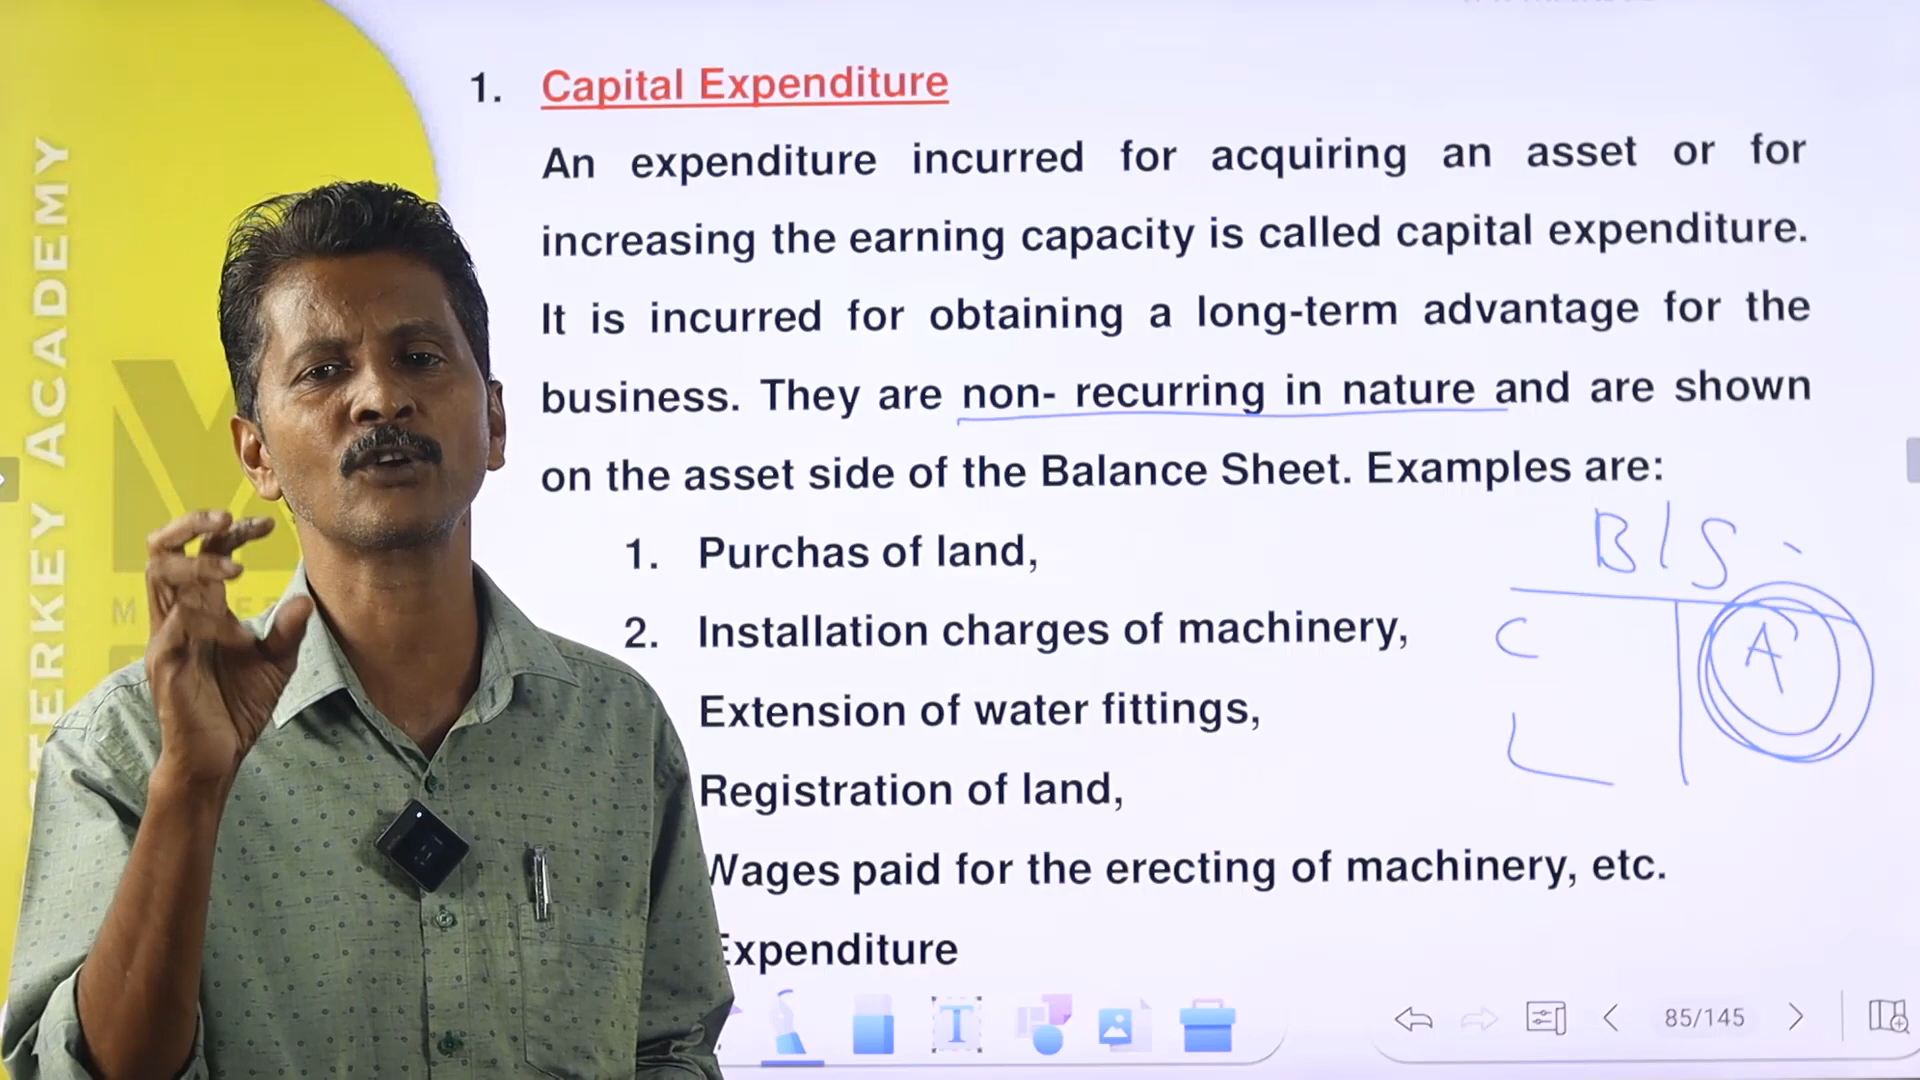 1. Capital Expenditure
An expenditure incurred for acquiring an asset or for
increasing the earning capacity is called capital expenditure.
It is incurred for obtaining a long-term advantage for the
business. They are non- recurring in nature and are shown
on the asset side of the Balance Sheet. Examples are:
1. Purchas of land,
2. Installation charges of machinery,
Extension of water fittings,
Registration of land,
Wages paid for the erecting of machinery, etc.
Expenditure
B/S
C
A
L
TERKEY ACADEMY
T
85/145